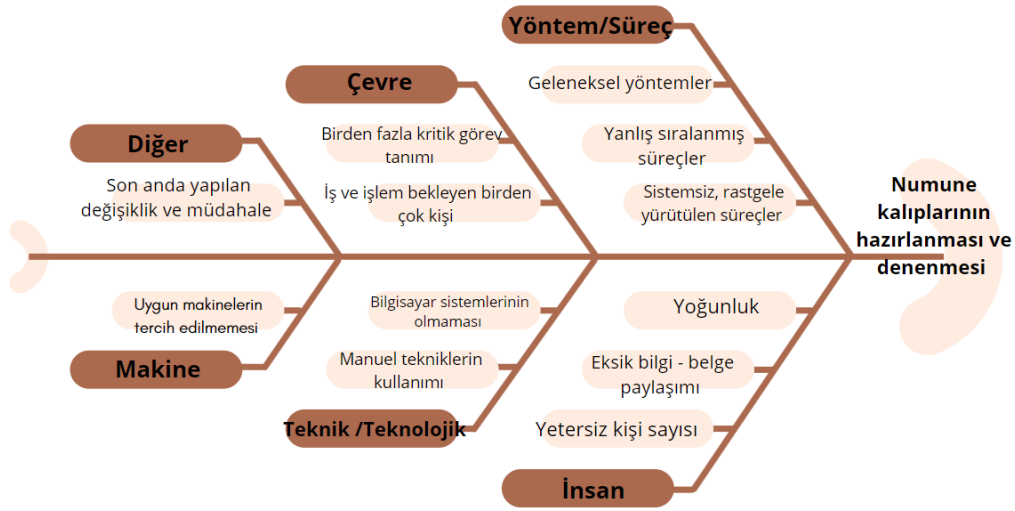 Yöntem/Süreç
Geleneksel yöntemler
Yanlış sıralanmış
süreçler
Sistemsiz, rastgele
yürütülen süreçler
Çevre
Birden fazla kritik görev
tanımı
İş ve işlem bekleyen birden
çok kişi
Diğer
Son anda yapılan
değişiklik ve müdahale
Numune
kalıplarının
hazırlanması ve
denenmesi
Uygun makinelerin
tercih edilmemesi
Makine
Bilgisayar sistemlerinin
olmaması
Manuel tekniklerin
kullanımı
Teknik /Teknolojik
Yoğunluk
Eksik bilgi - belge
paylaşımı
Yetersiz kişi sayısı
İnsan